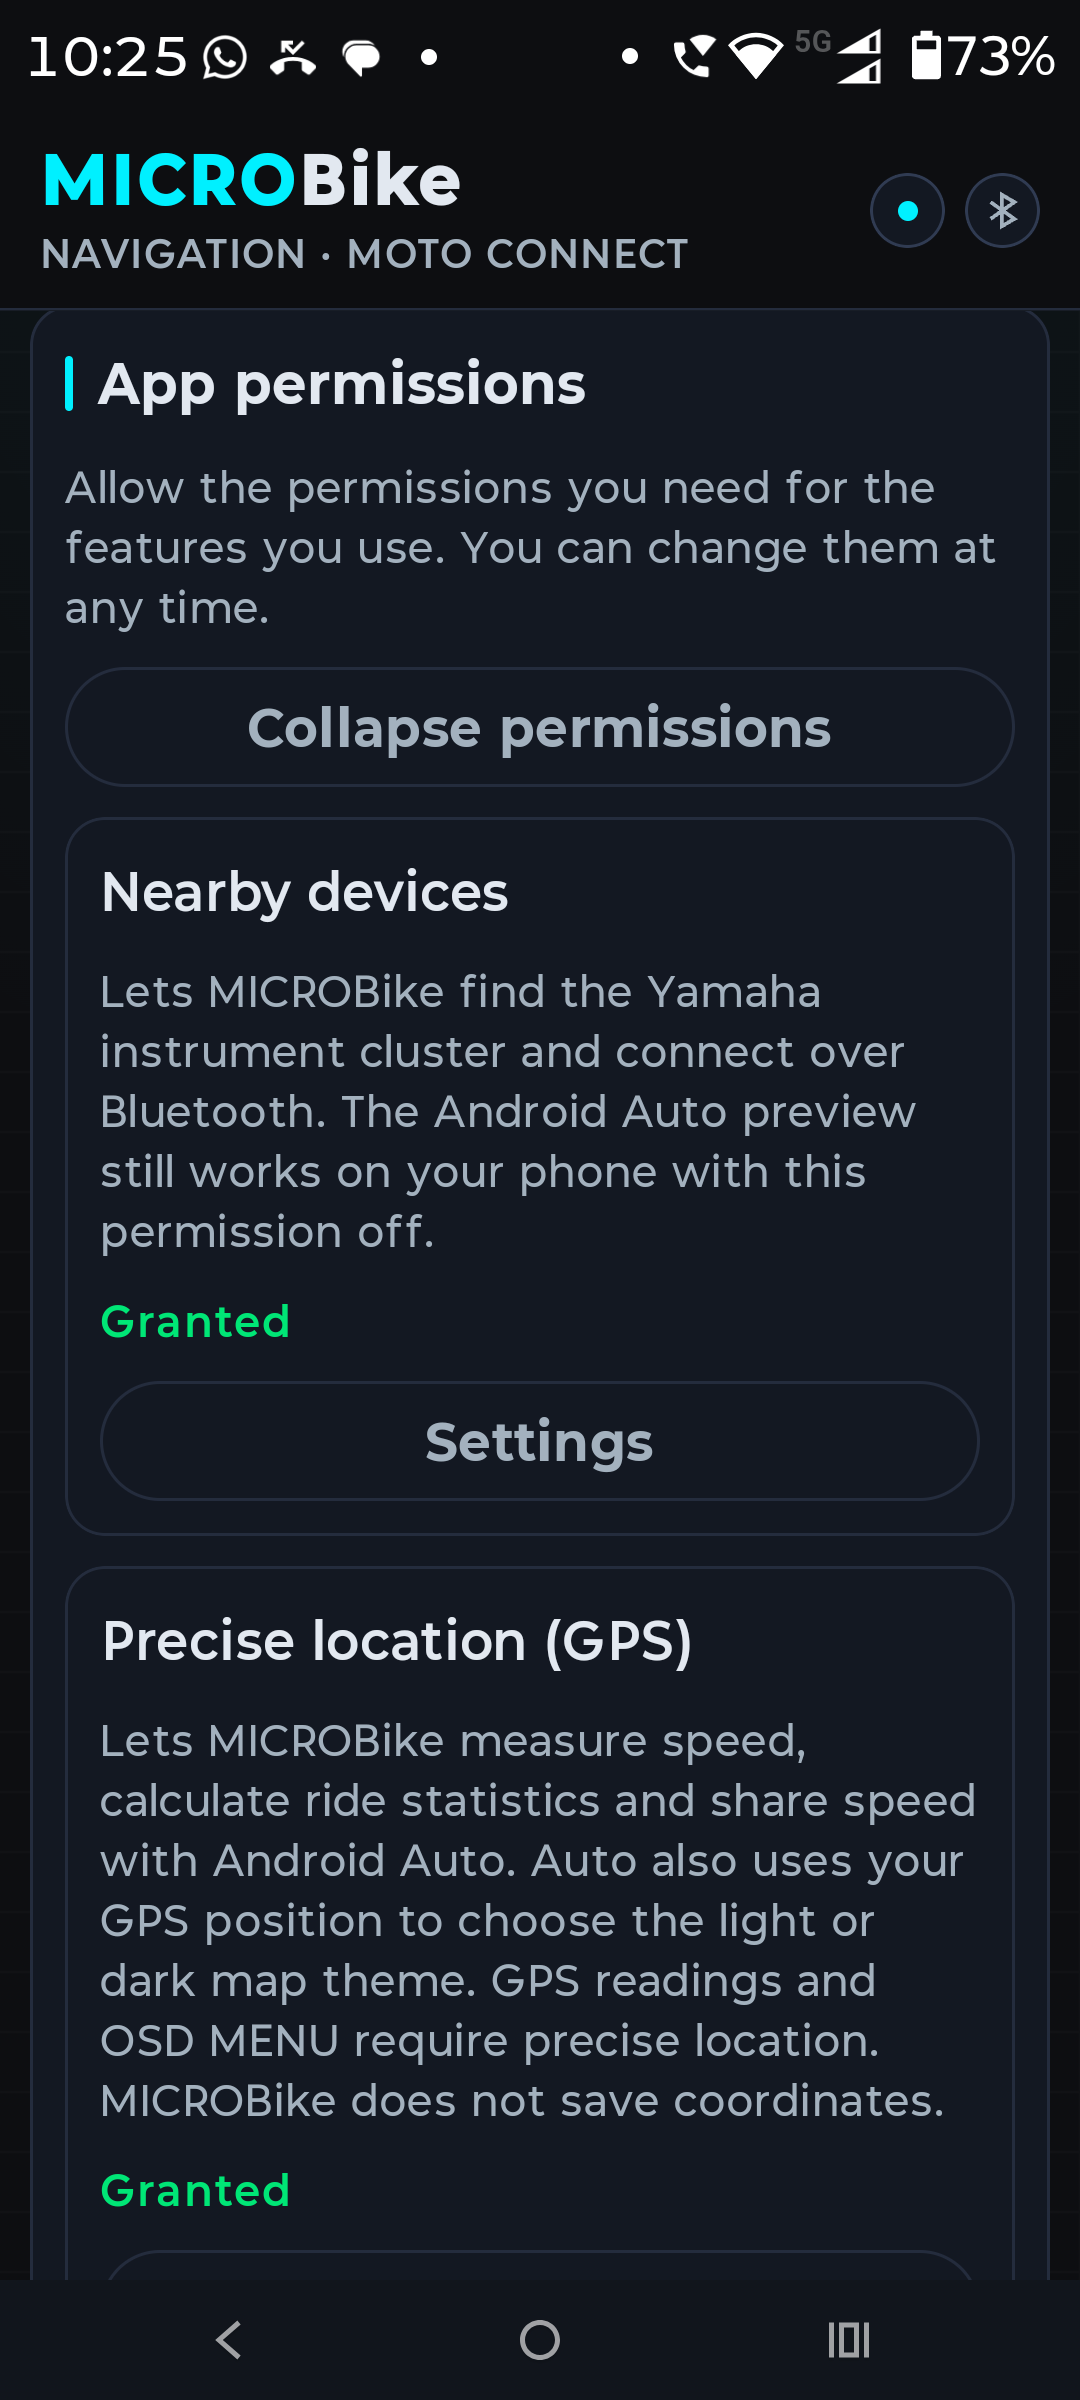 10:25
5G
73%
MICROBike
NAVIGATION · MOTO CONNECT
App permissions
Allow the permissions you need for the
features you use. You can change them at
any time.
Collapse permissions
Nearby devices
Lets MICROBike find the Yamaha
instrument cluster and connect over
Bluetooth. The Android Auto preview
still works on your phone with this
permission off.
Granted
Settings
Precise location (GPS)
Lets MICROBike measure speed,
calculate ride statistics and share speed
with Android Auto. Auto also uses your
GPS position to choose the light or
dark map theme. GPS readings and
OSD MENU require precise location.
MICROBike does not save coordinates.
Granted